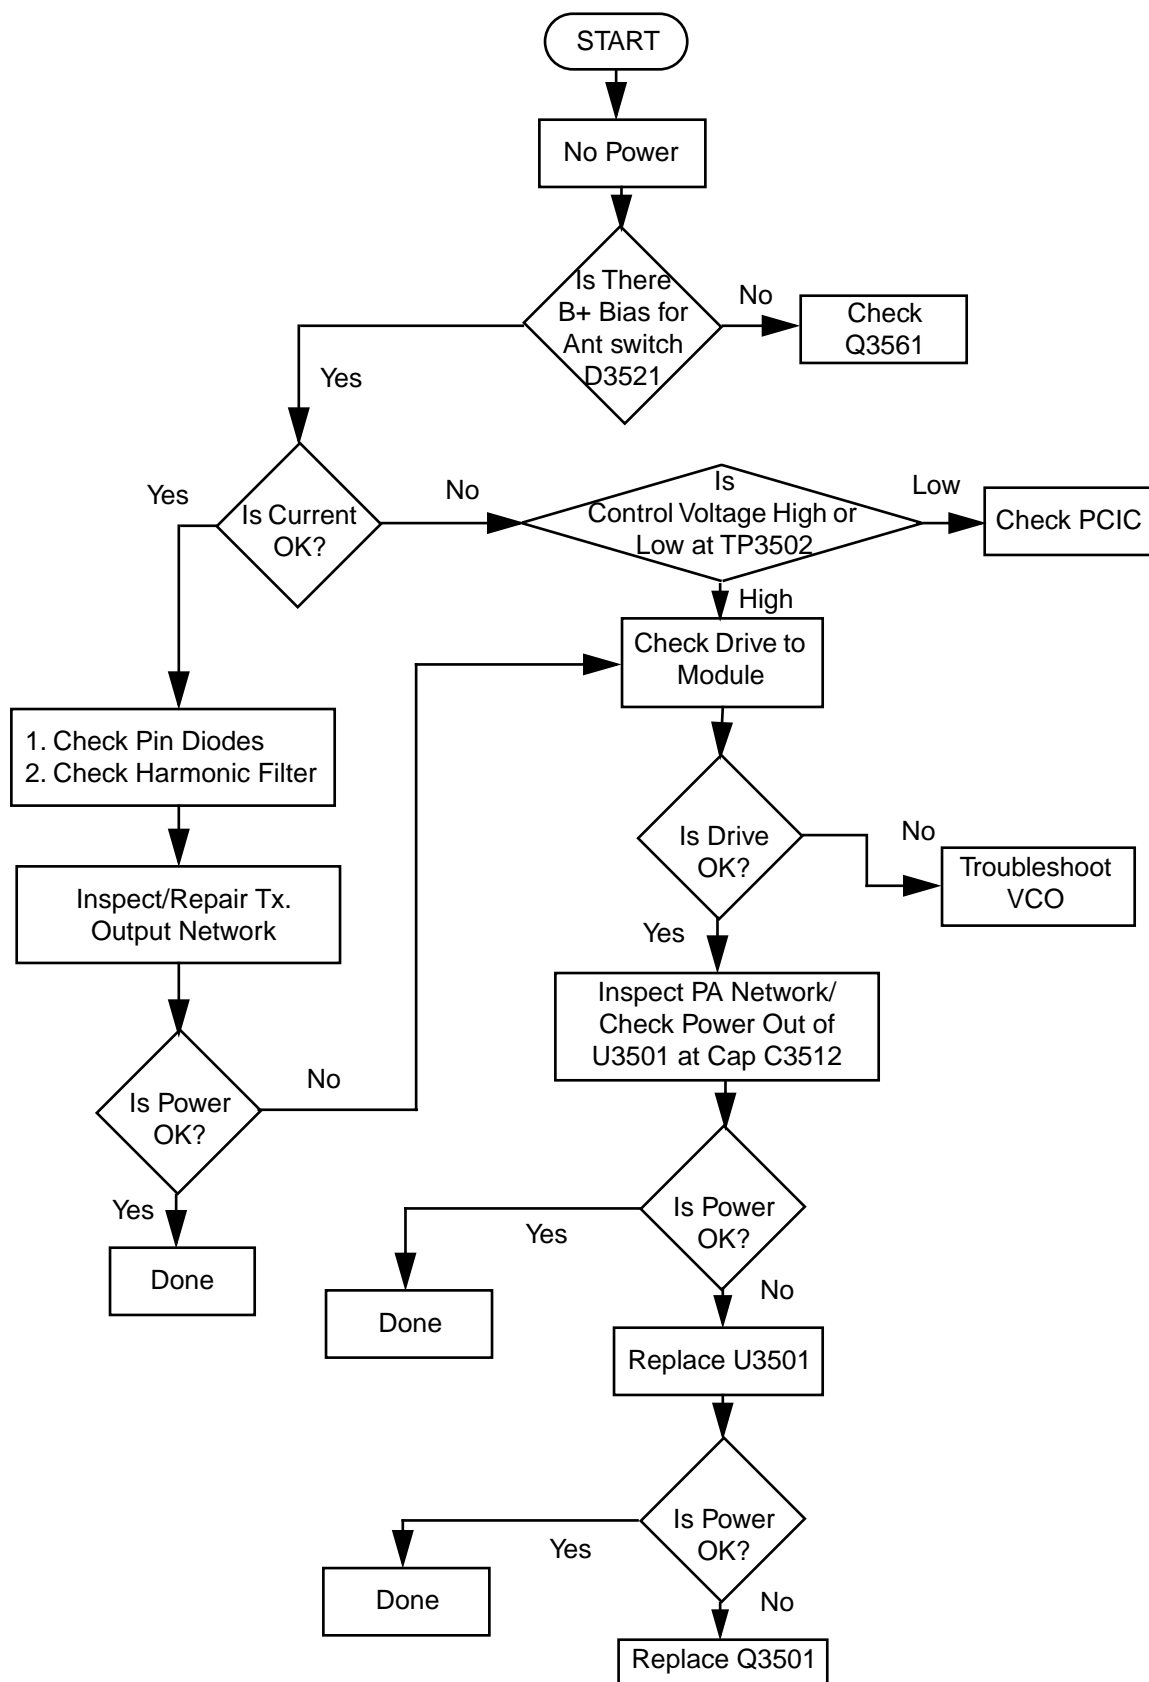 START
No Power
Is There
B+ Bias for
Ant switch
D3521
No
Check
Q3561
Yes
Is Current
OK?
Yes
No
Is
Control Voltage High or
Low at TP3502
Low
Check PCIC
High
Check Drive to
Module
1. Check Pin Diodes
2. Check Harmonic Filter
Is Drive
OK?
No
Troubleshoot
VCO
Inspect/Repair Tx.
Output Network
Yes
Inspect PA Network/
Check Power Out of
U3501 at Cap C3512
Is Power
OK?
No
Yes
Done
Is Power
OK?
Yes
Done
No
Replace U3501
Is Power
OK?
Yes
Done
No
Replace Q3501